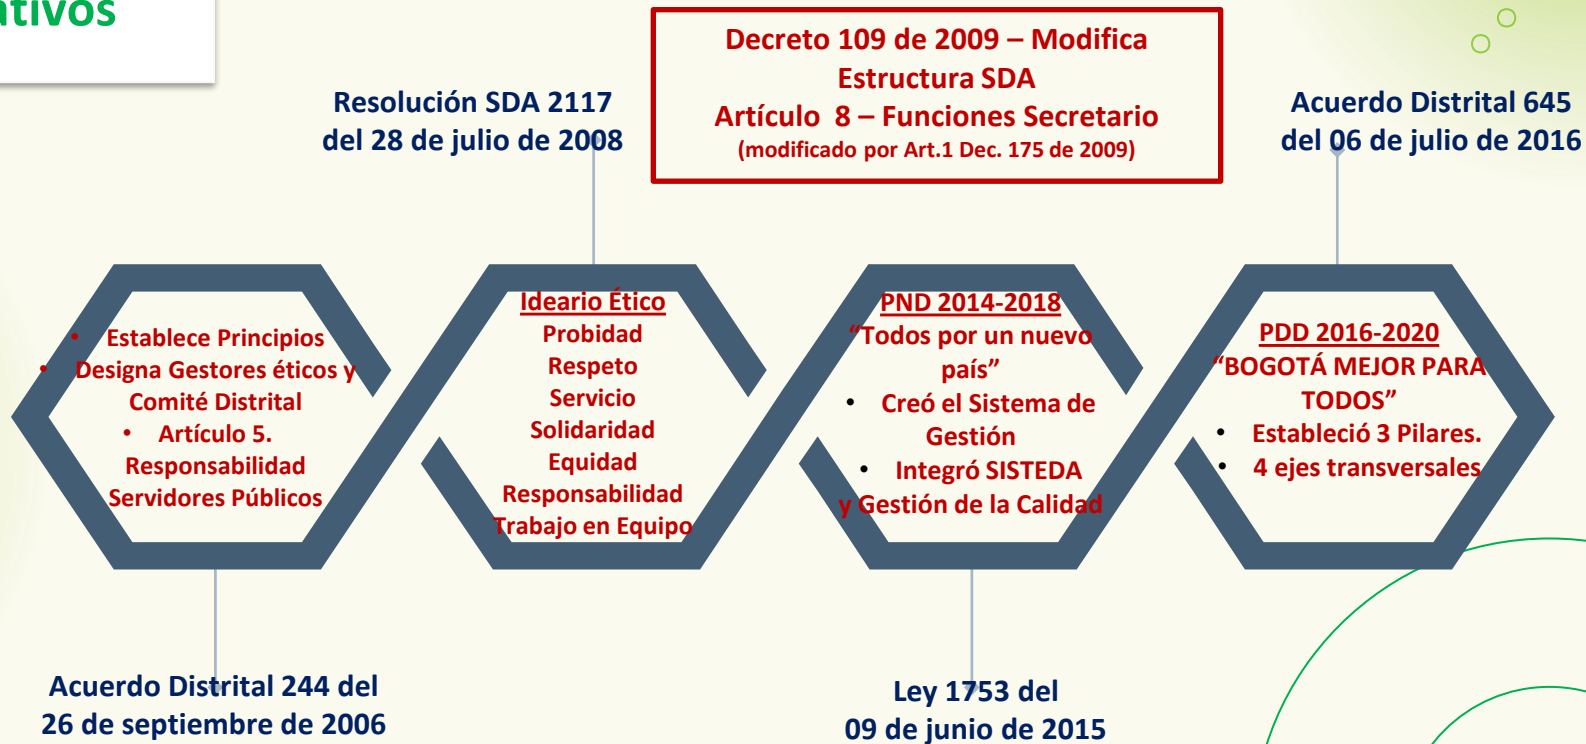 Decreto 109 de 2009 – Modifica
Estructura SDA
Artículo 8 – Funciones Secretario
(modificado por Art.1 Dec. 175 de 2009)
Resolución SDA 2117
del 28 de julio de 2008
Acuerdo Distrital 645
del 06 de julio de 2016
• Establece Principios
• Designa Gestores éticos y
Comité Distrital
• Artículo 5.
Responsabilidad
Servidores Públicos
Ideario Ético
Probidad
Respeto
Servicio
Solidaridad
Equidad
Responsabilidad
Trabajo en Equipo
PND 2014-2018
“Todos por un nuevo
país”
• Creó el Sistema de
Gestión
• Integró SISTEDA
y Gestión de la Calidad
PDD 2016-2020
“BOGOTÁ MEJOR PARA
TODOS”
• Estableció 3 Pilares.
• 4 ejes transversales
Acuerdo Distrital 244 del
26 de septiembre de 2006
Ley 1753 del
09 de junio de 2015